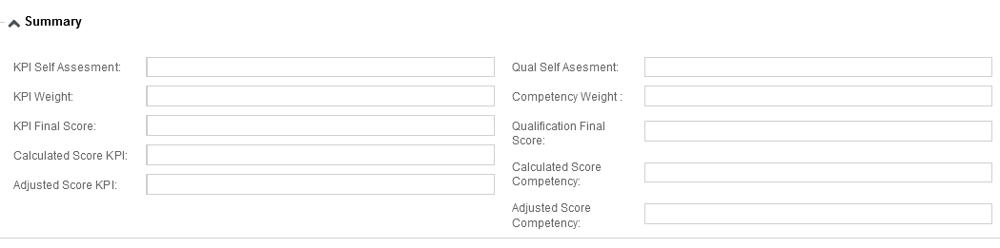 Summary
KPI Self Assesment:
KPI Weight:
KPI Final Score:
Calculated Score KPI:
Adjusted Score KPI:
Qual Self Asesment:
Competency Weight :
Qualification Final
Score:
Calculated Score
Competency:
Adjusted Score
Competency: